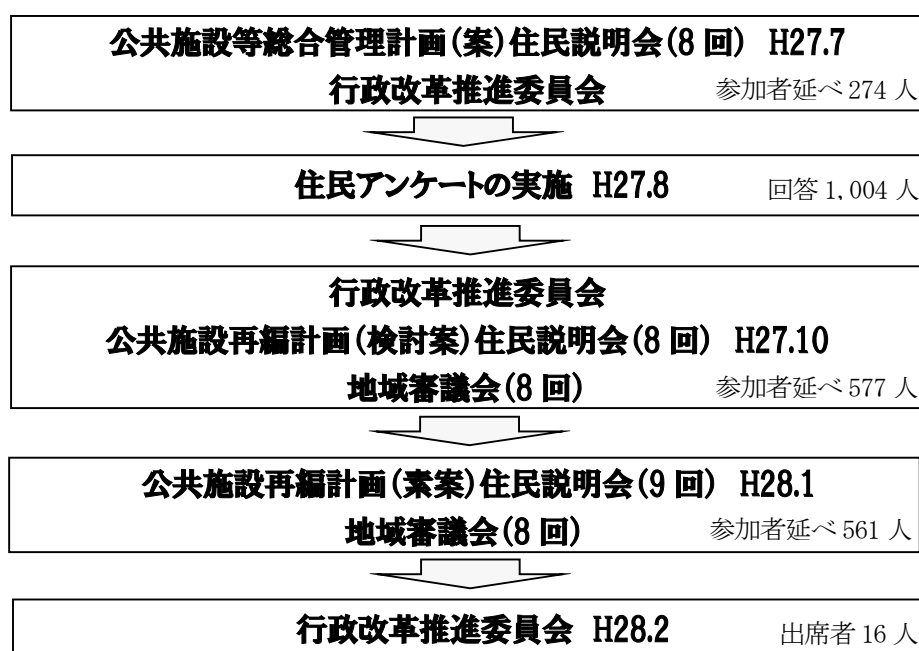 公共施設等総合管理計画(案)住民説明会(8回) H27.7
行政改革推進委員会 参加者延べ274人
住民アンケートの実施 H27.8 回答1,004人
行政改革推進委員会
公共施設再編計画(検討案)住民説明会(8回) H27.10
地域審議会(8回) 参加者延べ577人
公共施設再編計画(素案)住民説明会(9回) H28.1
地域審議会(8回) 参加者延べ561人
行政改革推進委員会 H28.2 出席者16人